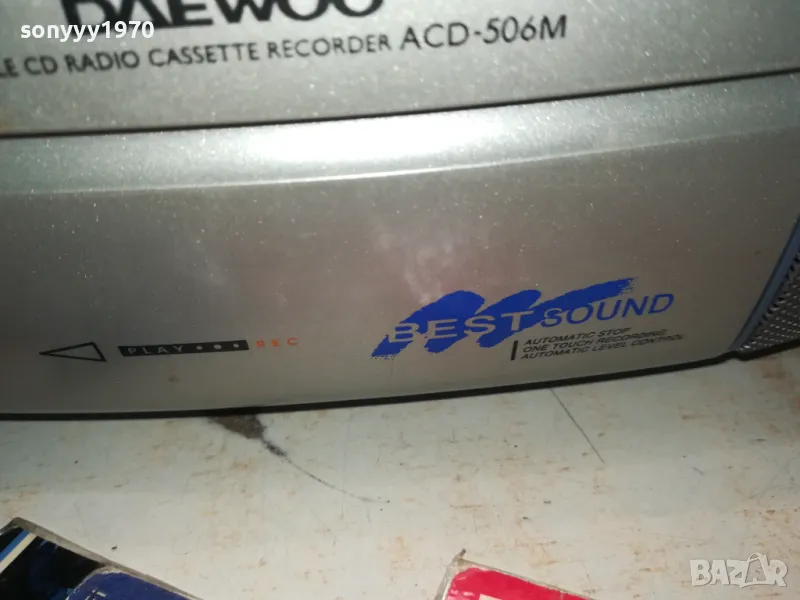 sonyyy1970
DAEWOO
LE CD RADIO CASSETTE RECORDER ACD-506M
BEST SOUND
AUTOMATIC STOP
ONE TOUCH RECORDING
AUTOMATIC LEVEL CONTROL
PLAY REC
BAZAR